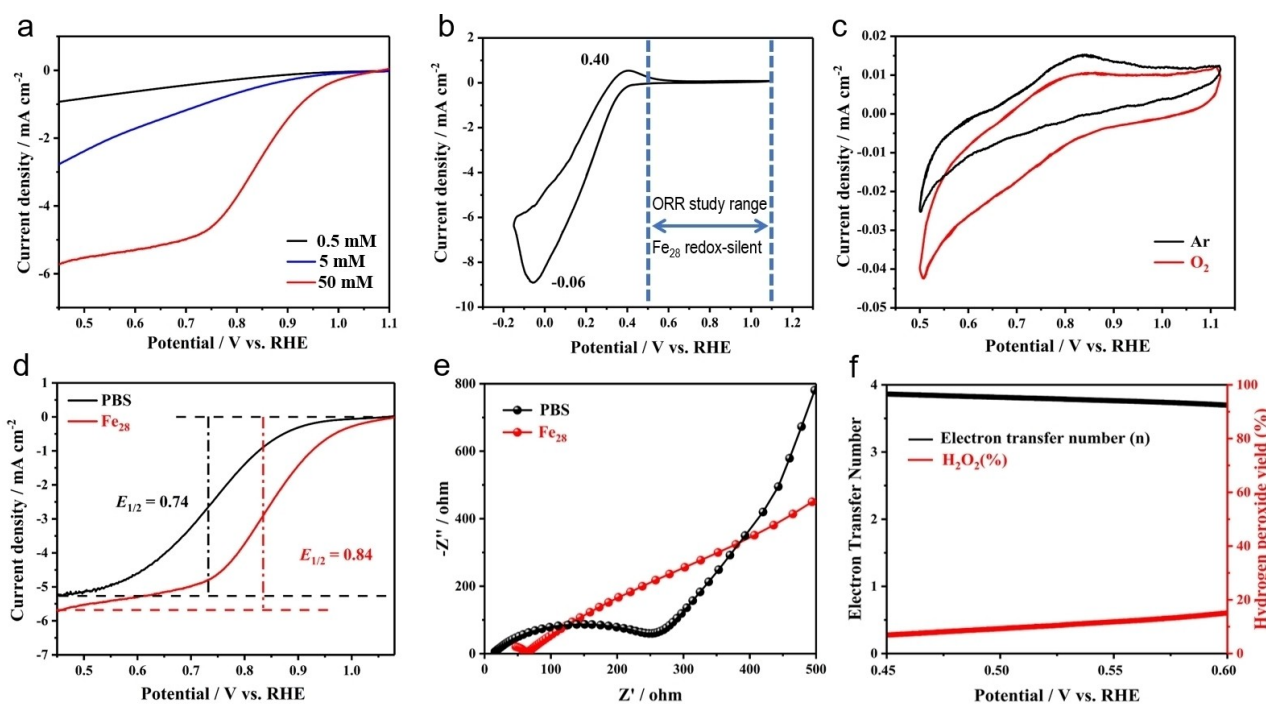 a
Current density / mA cm⁻²
0
-2
-4
-6
0.5 mM
5 mM
50 mM
0.5 0.6 0.7 0.8 0.9 1.0 1.1
Potential / V vs. RHE
b
Current density / mA cm⁻²
2
0
-2
-4
-6
-8
-10
0.40
-0.06
ORR study range
Fe₂₈ redox-silent
-0.2 0.0 0.2 0.4 0.6 0.8 1.0 1.2
Potential / V vs. RHE
c
Current density / mA cm⁻²
0.02
0.01
0.00
-0.01
-0.02
-0.03
-0.04
-0.05
Ar
O₂
0.5 0.6 0.7 0.8 0.9 1.0 1.1
Potential / V vs. RHE
d
Current density / mA cm⁻²
1
0
-1
-2
-3
-4
-5
-6
-7
PBS
Fe₂₈
E₁/₂ = 0.74
E₁/₂ = 0.84
0.5 0.6 0.7 0.8 0.9 1.0
Potential / V vs. RHE
e
-Z'' / ohm
800
600
400
200
0
PBS
Fe₂₈
0 100 200 300 400 500
Z' / ohm
f
Electron Transfer Number
4
3
2
1
0
Electron transfer number (n)
H₂O₂(%)
100
80
60
40
20
0
Hydrogen peroxide yield (%)
0.45 0.50 0.55 0.60
Potential / V vs. RHE